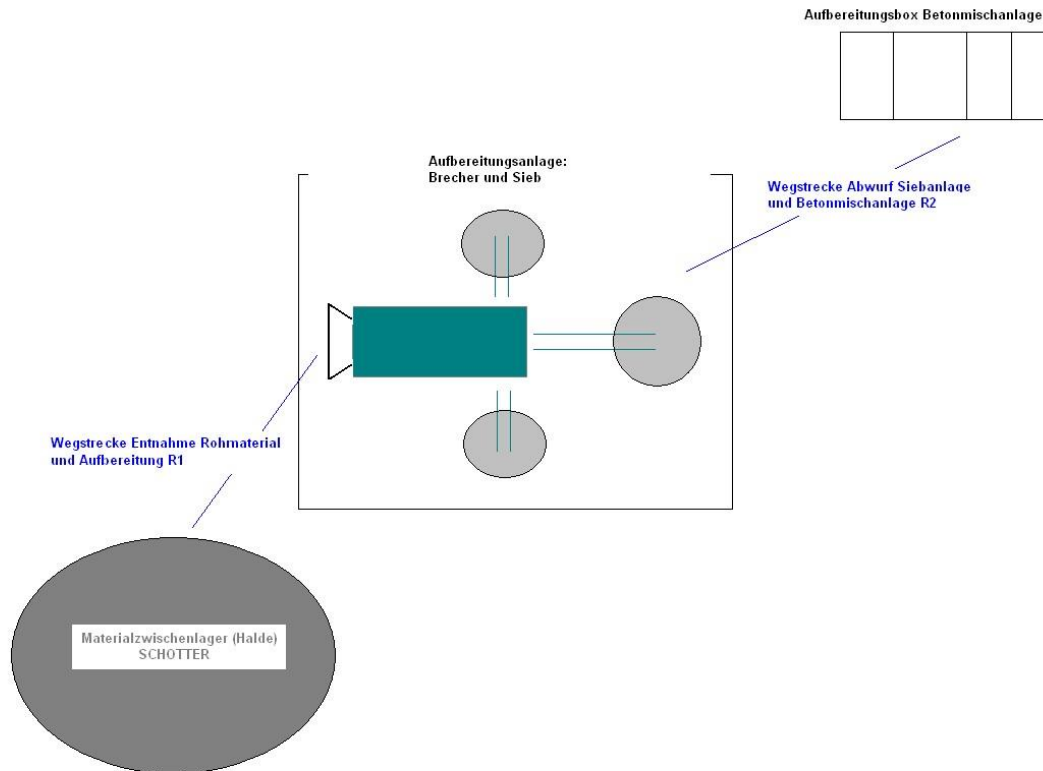 Aufbereitungsbox Betonmischanlage
Aufbereitungsanlage:
Brecher und Sieb
Wegstrecke Abwurf Siebanlage
und Betonmischanlage R2
Wegstrecke Entnahme Rohmaterial
und Aufbereitung R1
Materialzwischenlager (Halde)
SCHOTTER